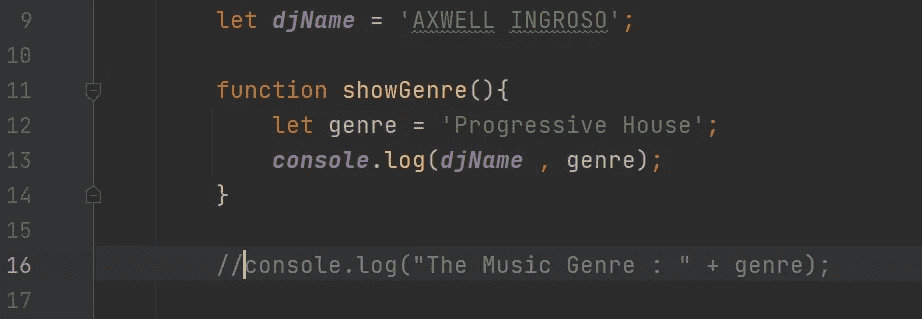 9 let djName = 'AXWELL INGROSO';
10
11 function showGenre(){
12 let genre = 'Progressive House';
13 console.log(djName , genre);
14 }
15
16 //console.log("The Music Genre : " + genre);
17